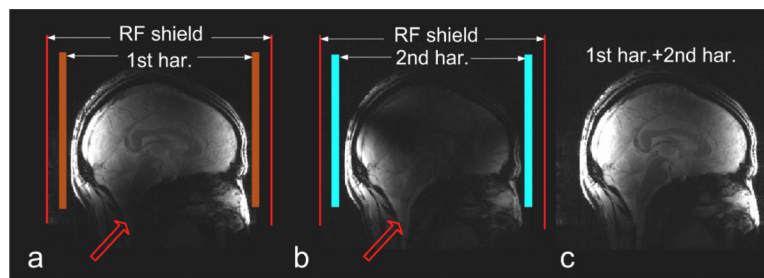 RF shield
1st har.
a
RF shield
2nd har.
b
1st har.+2nd har.
c